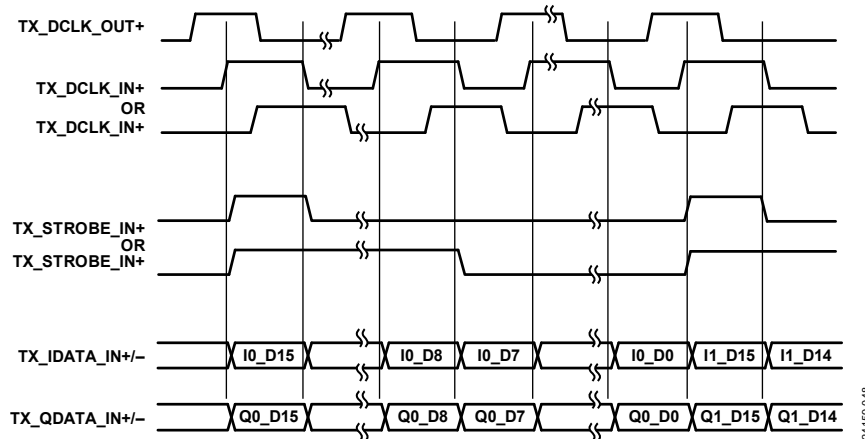 TX_DCLK_OUT+
TX_DCLK_IN+
OR
TX_DCLK_IN+
TX_STROBE_IN+
OR
TX_STROBE_IN+
TX_IDATA_IN+/– I0_D15 I0_D8 I0_D7 I0_D0 I1_D15 I1_D14
TX_QDATA_IN+/– Q0_D15 Q0_D8 Q0_D7 Q0_D0 Q1_D15 Q1_D14